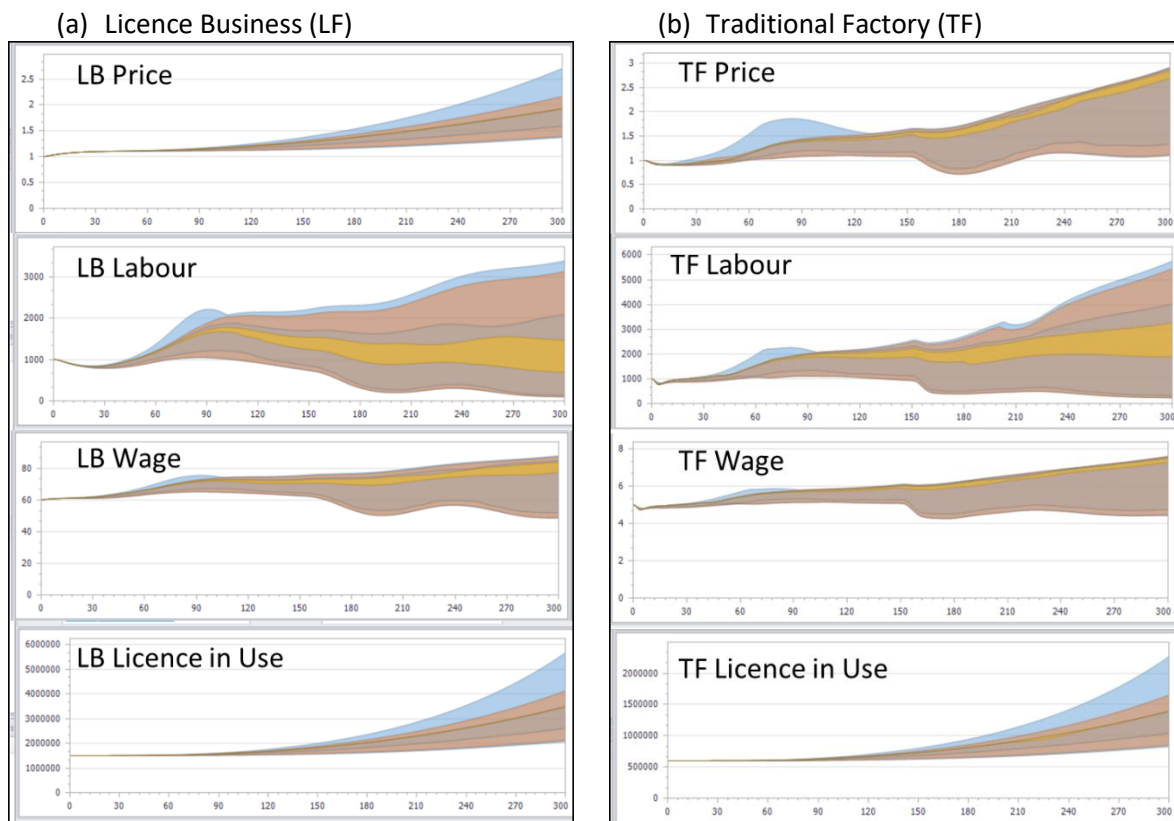 (a) Licence Business (LF)
LB Price
2.5
2
1.5
1
0.5
0
0 30 60 90 120 150 180 210 240 270 300
LB Labour
3000
2000
1000
0
0 30 60 90 120 150 180 210 240 270 300
LB Wage
80
60
40
20
0
0 30 60 90 120 150 180 210 240 270 300
LB Licence in Use
6000000
5000000
4000000
3000000
2000000
1000000
0
0 30 60 90 120 150 180 210 240 270 300
(b) Traditional Factory (TF)
TF Price
3
2.5
2
1.5
1
0.5
0
0 30 60 90 120 150 180 210 240 270 300
TF Labour
6000
5000
4000
3000
2000
1000
0
0 30 60 90 120 150 180 210 240 270 300
TF Wage
8
6
4
2
0
0 30 60 90 120 150 180 210 240 270 300
TF Licence in Use
2000000
1500000
1000000
500000
0
0 30 60 90 120 150 180 210 240 270 300